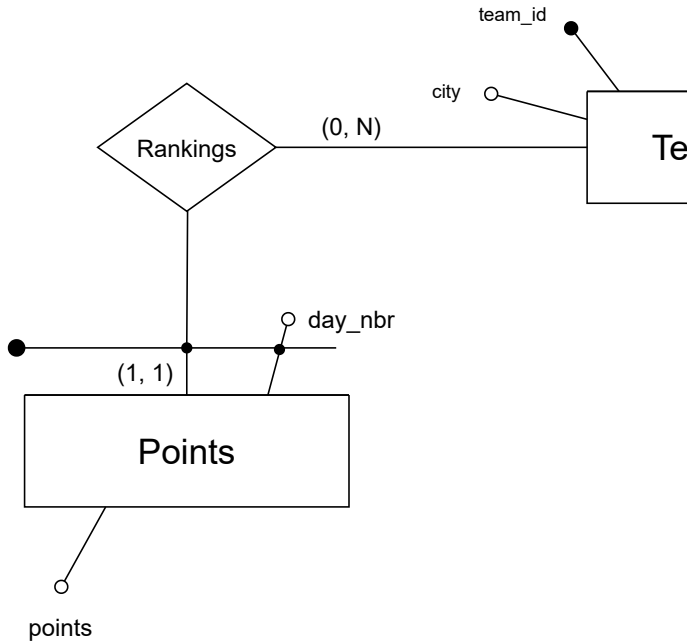 team_id
city
(0, N)
Rankings
Te
day_nbr
(1, 1)
Points
points